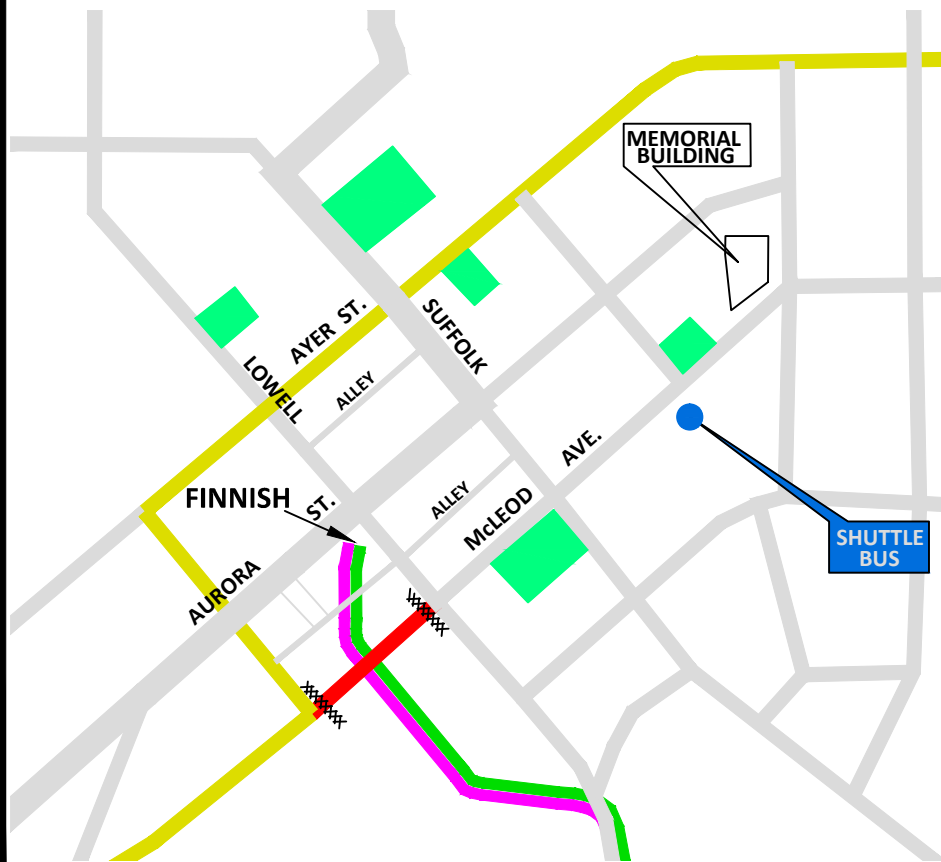 MEMORIAL
BUILDING
AYER ST.
SUFFOLK
LOWELL
ALLEY
AVE.
FINNISH
ST.
ALLEY
McLEOD
SHUTTLE
BUS
AURORA